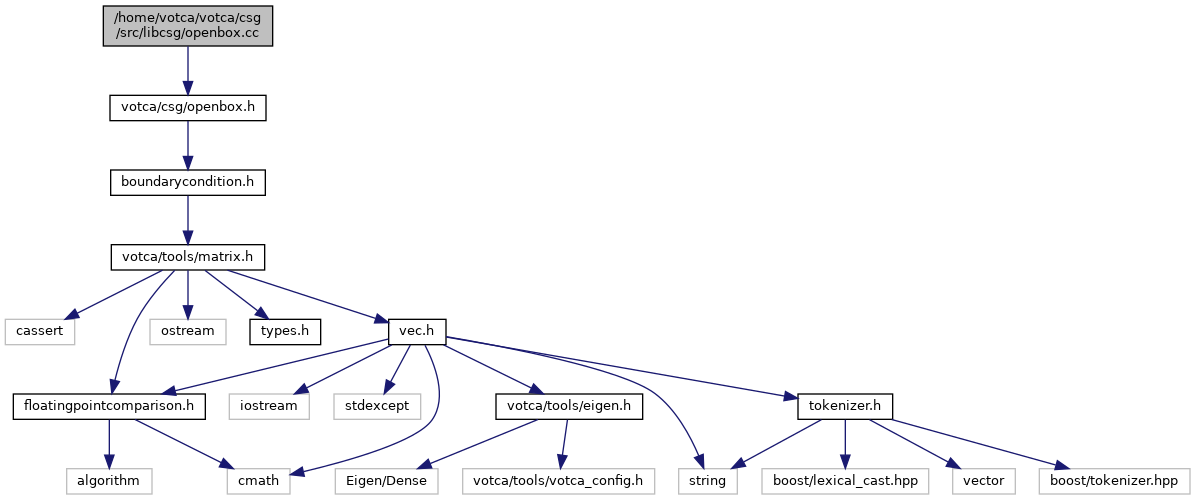 /home/votca/votca/csg
/src/libcsg/openbox.cc
votca/csg/openbox.h
boundarycondition.h
votca/tools/matrix.h
cassert
ostream
types.h
vec.h
floatingpointcomparison.h
iostream
stdexcept
votca/tools/eigen.h
tokenizer.h
algorithm
cmath
Eigen/Dense
votca/tools/votca_config.h
string
boost/lexical_cast.hpp
vector
boost/tokenizer.hpp